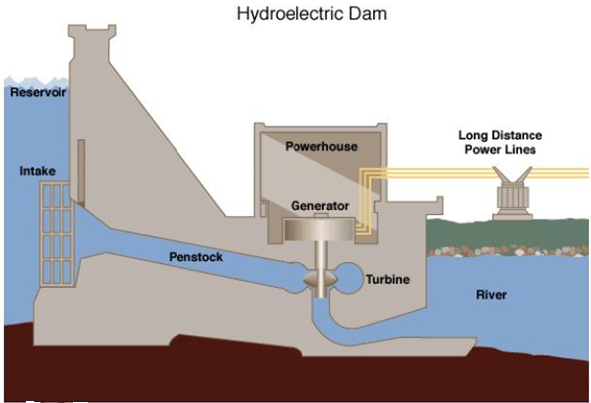 Hydroelectric Dam
Reservoir
Intake
Powerhouse
Long Distance
Power Lines
Generator
Penstock
Turbine
River